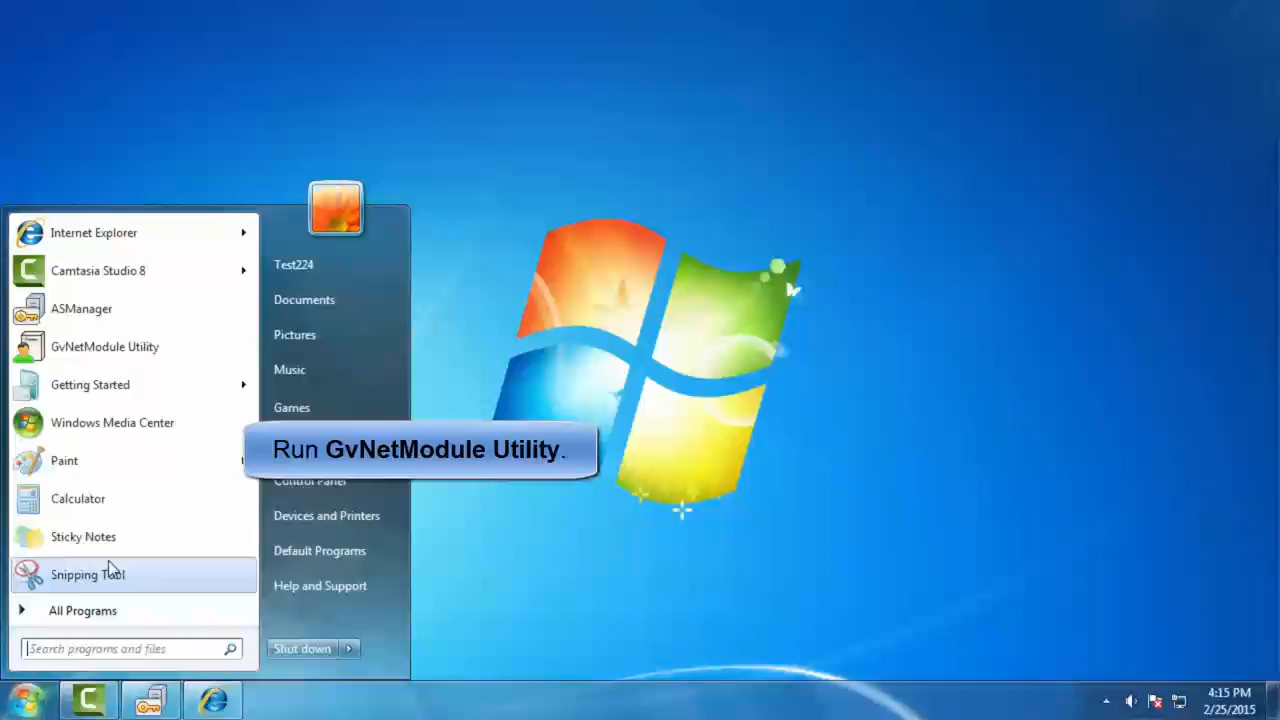 Internet Explorer
Camtasia Studio 8
ASManager
GvNetModule Utility
Getting Started
Windows Media Center
Paint
Calculator
Sticky Notes
Snipping Tool
All Programs
Search programs and files
Test224
Documents
Pictures
Music
Games
Run GvNetModule Utility.
Control Panel
Devices and Printers
Default Programs
Help and Support
Shut down
4:15 PM
2/25/2015